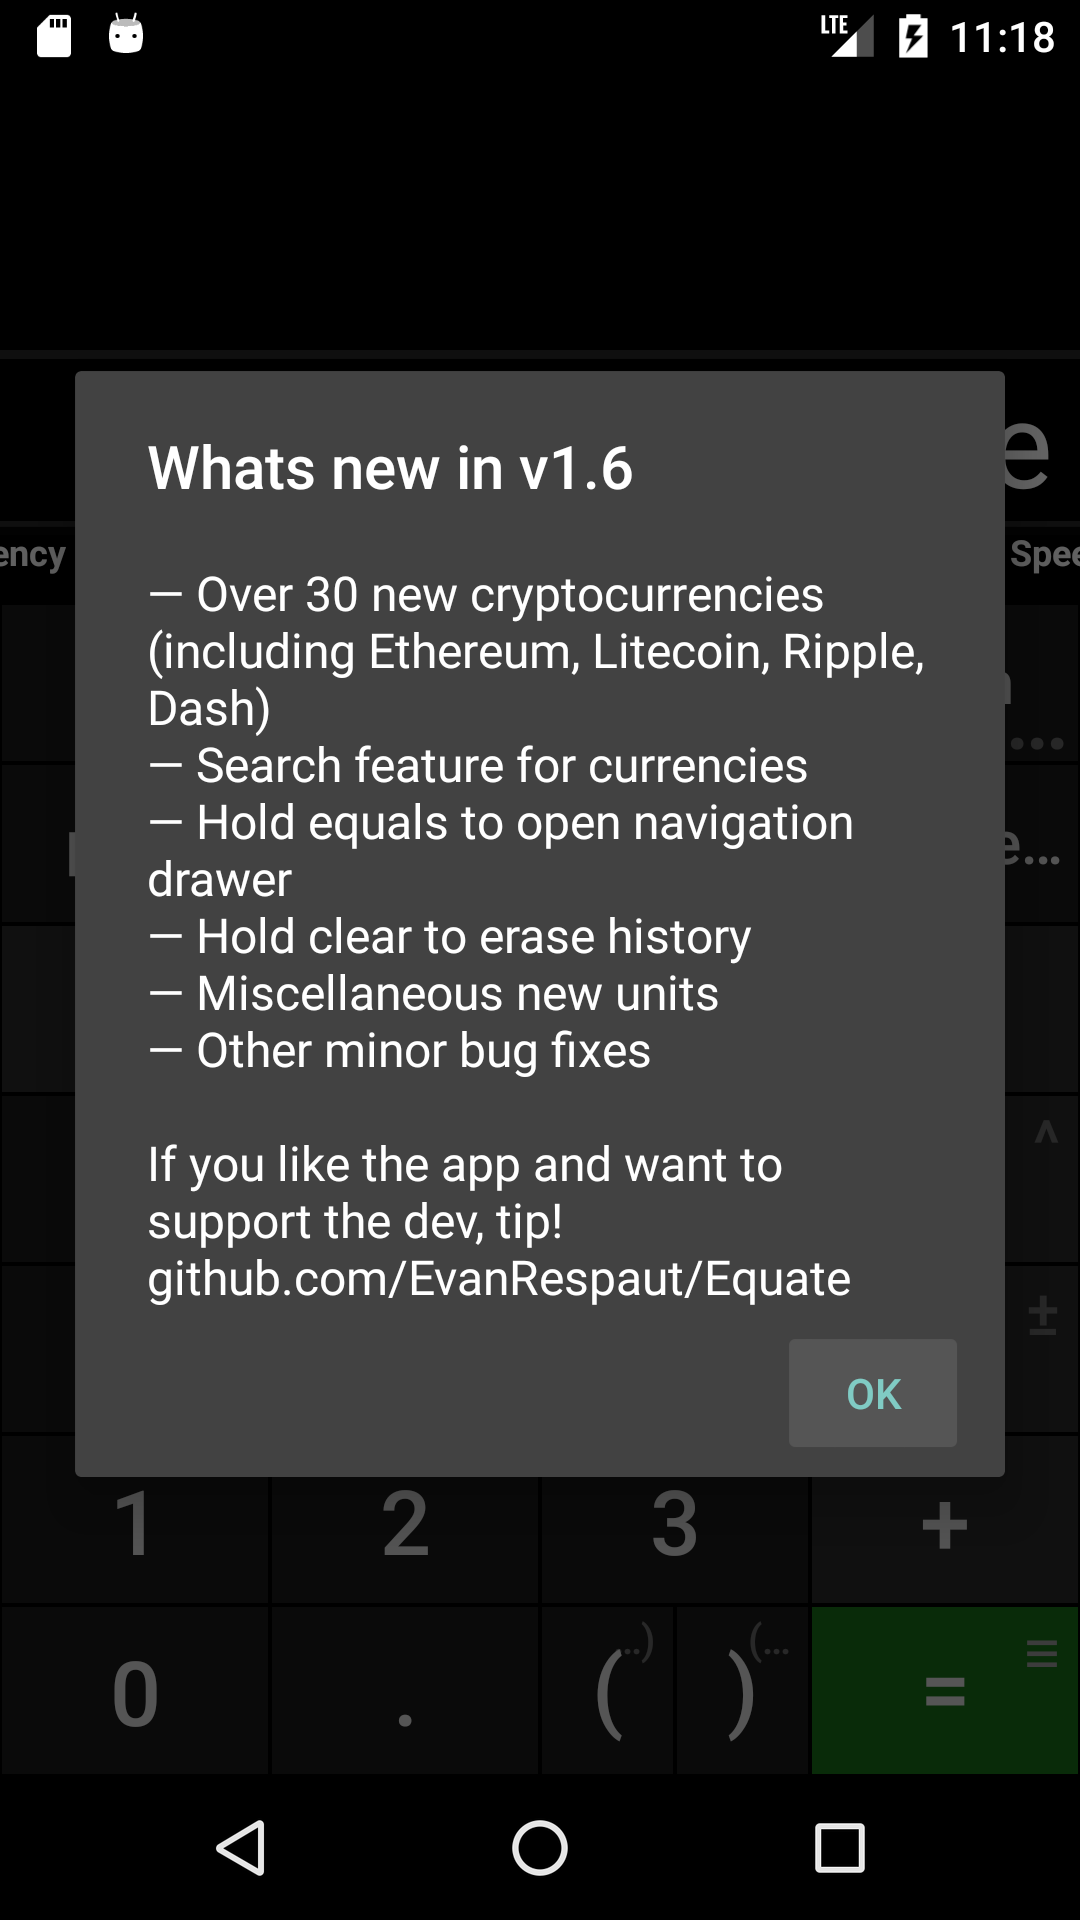 LTE 11:18
e
Whats new in v1.6
ency
Spee
— Over 30 new cryptocurrencies
(including Ethereum, Litecoin, Ripple,
Dash)
— Search feature for currencies
— Hold equals to open navigation
drawer
— Hold clear to erase history
— Miscellaneous new units
— Other minor bug fixes
If you like the app and want to
support the dev, tip!
github.com/EvanRespaut/Equate
OK
e...
^
±
1 2 3 +
0 . ( ..) ) (... = ≡